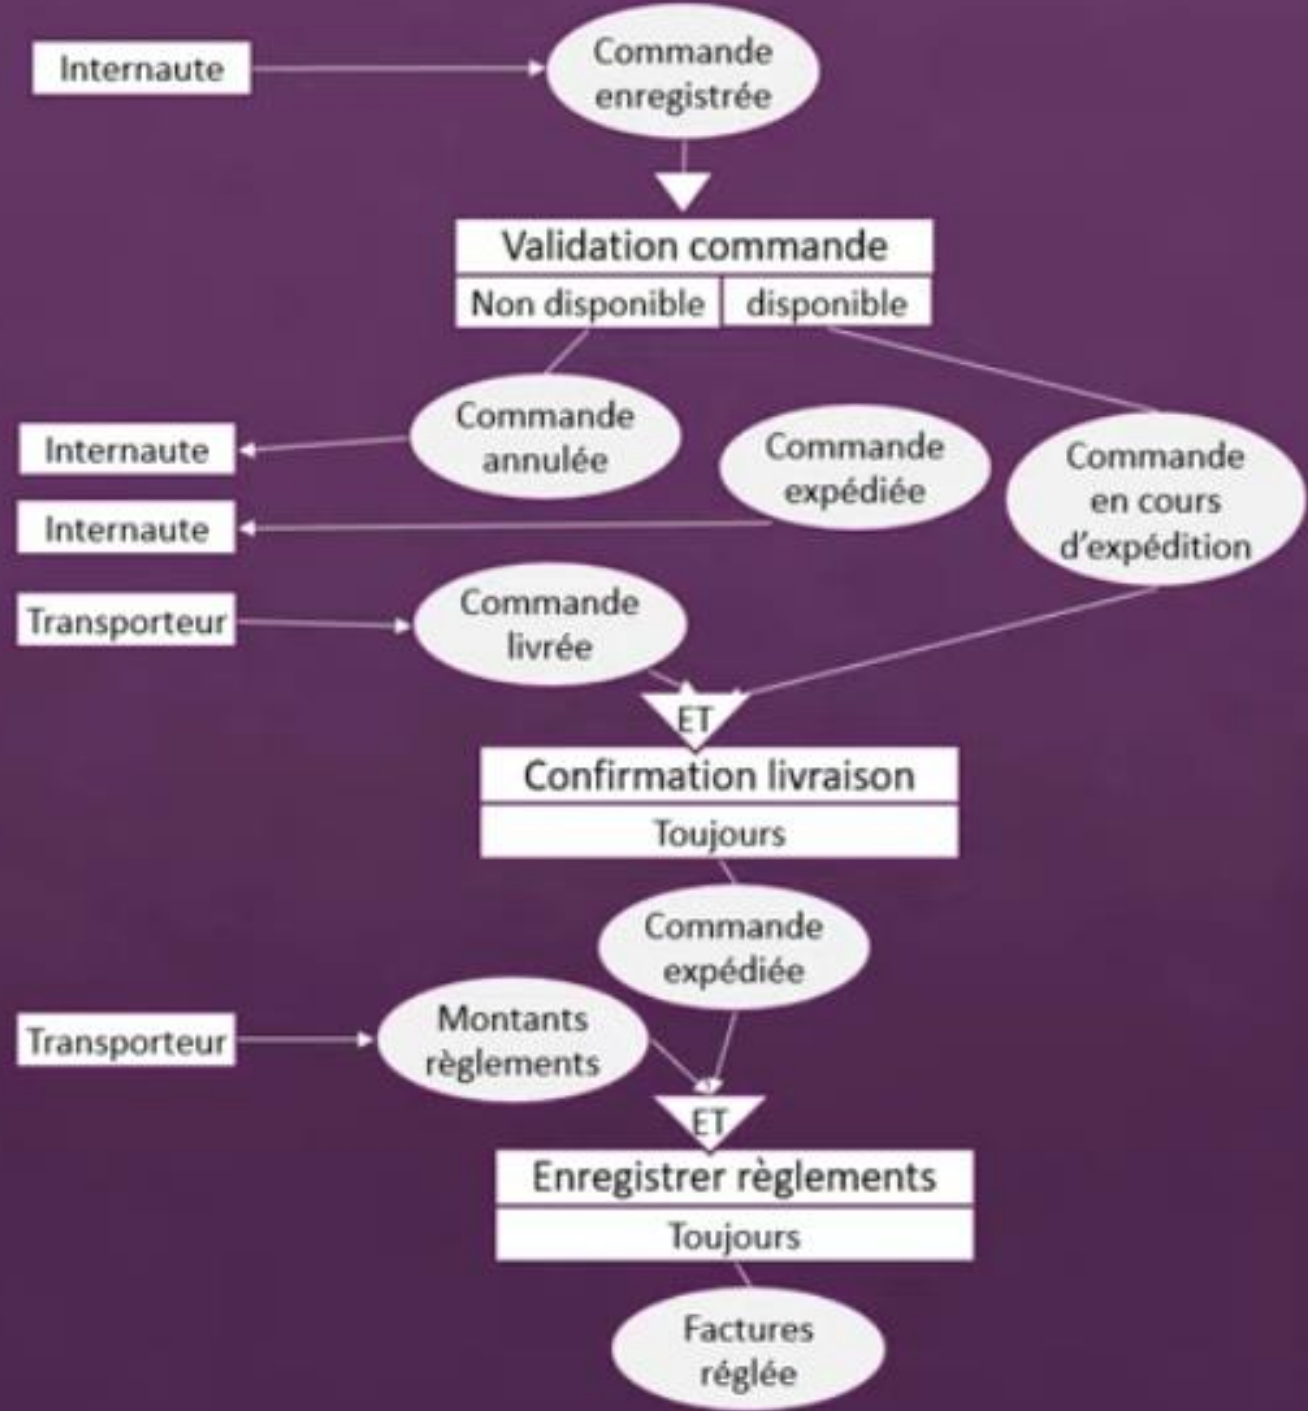 Internaute
Commande
enregistrée
Validation commande
Non disponible
disponible
Commande
annulée
Internaute
Commande
expédiée
Commande
en cours
d'expédition
Internaute
Transporteur
Commande
livrée
ET
Confirmation livraison
Toujours
Commande
expédiée
Transporteur
Montants
règlements
ET
Enregistrer règlements
Toujours
Factures
réglée